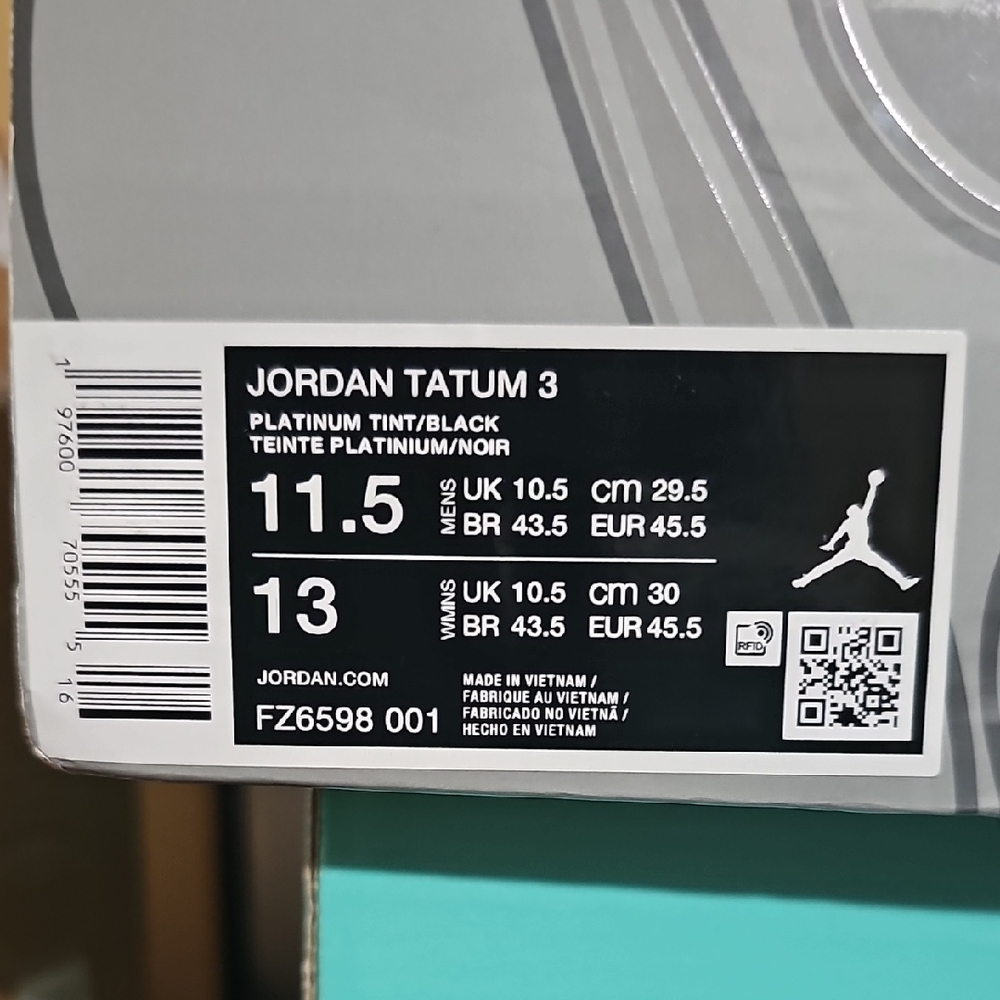 JORDAN TATUM 3
PLATINUM TINT/BLACK
TEINTE PLATINIUM/NOIR
11.5 MENS UK 10.5 cm 29.5
BR 43.5 EUR 45.5
13 WMNS UK 10.5 cm 30
BR 43.5 EUR 45.5
RFID
JORDAN.COM
FZ6598 001
MADE IN VIETNAM /
FABRIQUE AU VIETNAM /
FABRICADO NO VIETNÃ /
HECHO EN VIETNAM
1 97600 70555 5 16